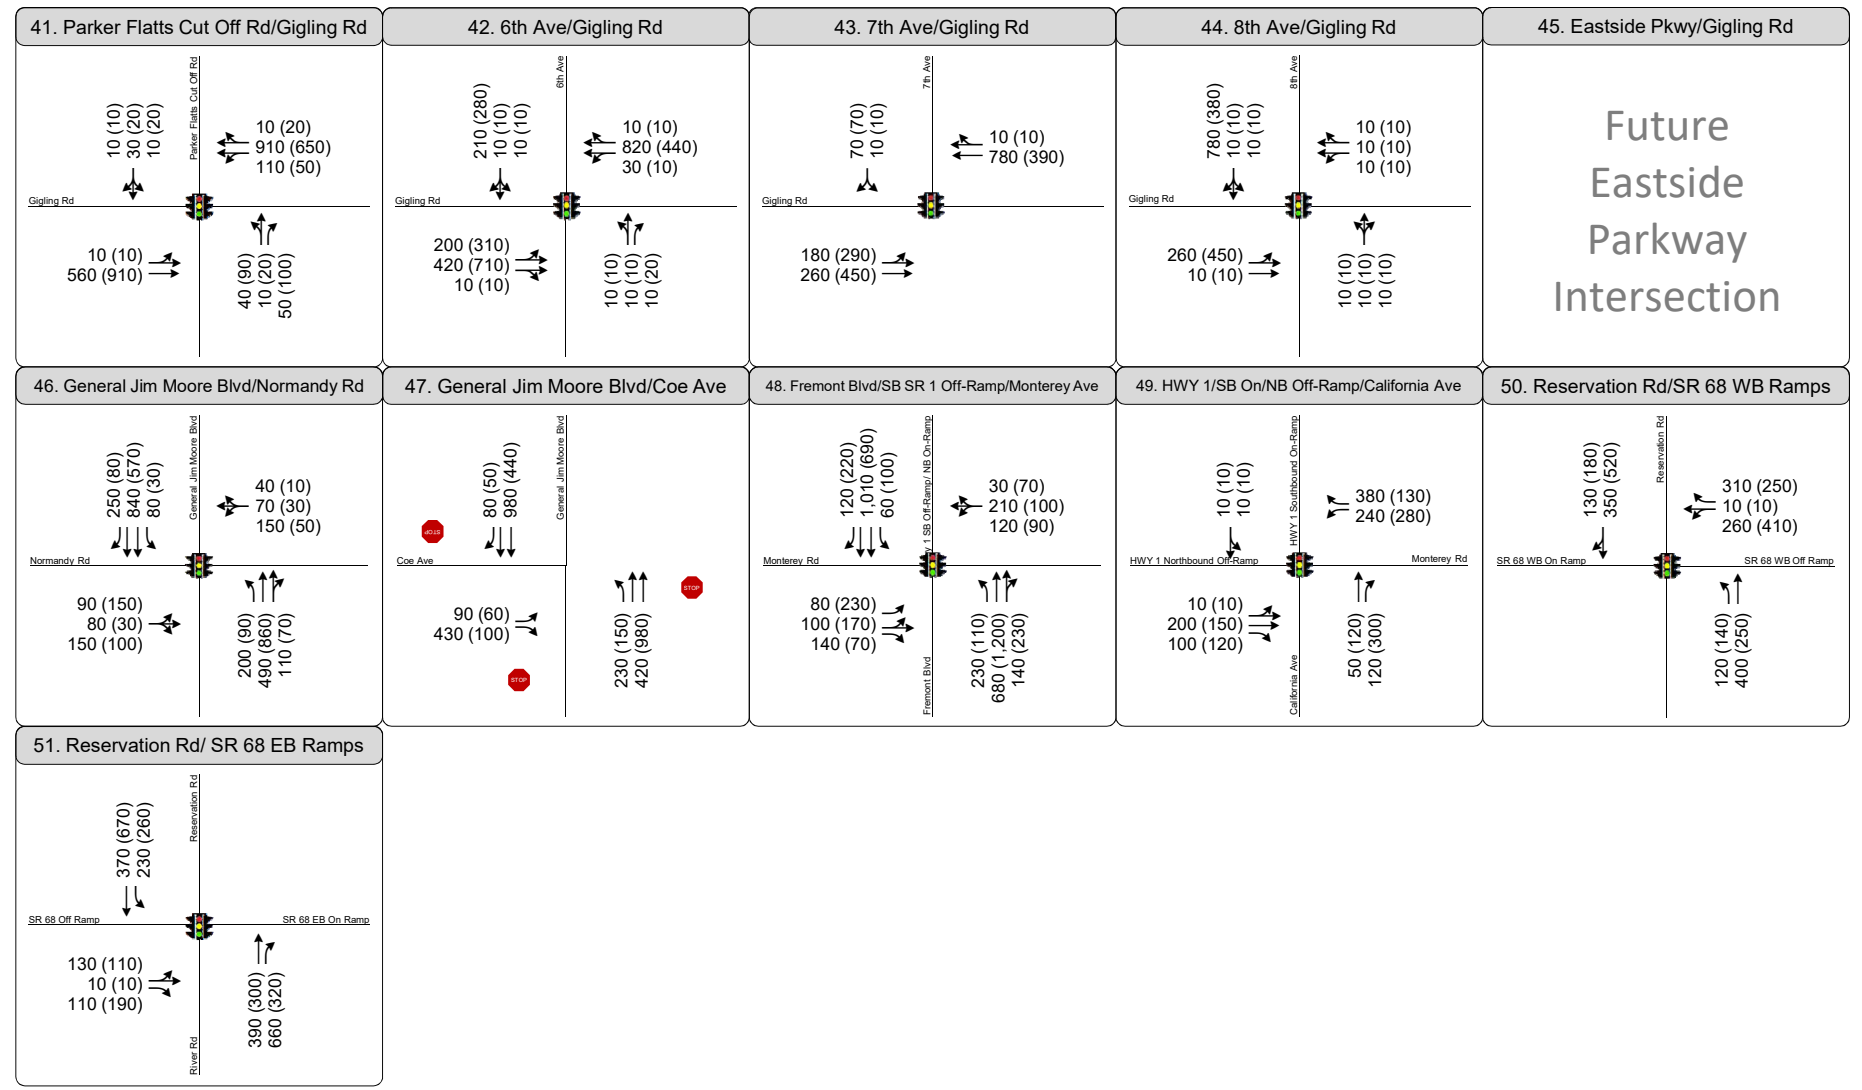 41. Parker Flatts Cut Off Rd/Gigling Rd
10 (10)
30 (20)
10 (20)
Parker Flatts Cut Off Rd
10 (20)
910 (650)
110 (50)
Gigling Rd
10 (10)
560 (910)
40 (90)
10 (20)
50 (100)
42. 6th Ave/Gigling Rd
210 (280)
10 (10)
10 (10)
6th Ave
10 (10)
820 (440)
30 (10)
Gigling Rd
200 (310)
420 (710)
10 (10)
10 (10)
10 (10)
10 (20)
43. 7th Ave/Gigling Rd
70 (70)
10 (10)
7th Ave
10 (10)
780 (390)
Gigling Rd
180 (290)
260 (450)
44. 8th Ave/Gigling Rd
780 (380)
10 (10)
10 (10)
8th Ave
10 (10)
10 (10)
10 (10)
Gigling Rd
260 (450)
10 (10)
10 (10)
10 (10)
10 (10)
45. Eastside Pkwy/Gigling Rd
Future
Eastside
Parkway
Intersection
46. General Jim Moore Blvd/Normandy Rd
250 (80)
840 (570)
80 (30)
General Jim Moore Blvd
40 (10)
70 (30)
150 (50)
Normandy Rd
90 (150)
80 (30)
150 (100)
200 (90)
490 (860)
110 (70)
47. General Jim Moore Blvd/Coe Ave
80 (50)
980 (440)
General Jim Moore Blvd
STOP
Coe Ave
STOP
90 (60)
430 (100)
STOP
230 (150)
420 (980)
48. Fremont Blvd/SB SR 1 Off-Ramp/Monterey Ave
120 (220)
1,010 (690)
60 (100)
y 1 SB Off-Ramp/ NB On-Ramp
30 (70)
210 (100)
120 (90)
Monterey Rd
80 (230)
100 (170)
140 (70)
Fremont Blvd
230 (110)
680 (1,200)
140 (230)
49. HWY 1/SB On/NB Off-Ramp/California Ave
10 (10)
10 (10)
HWY 1 Southbound On-Ramp
380 (130)
240 (280)
HWY 1 Northbound Off-Ramp
Monterey Rd
10 (10)
200 (150)
100 (120)
California Ave
50 (120)
120 (300)
50. Reservation Rd/SR 68 WB Ramps
130 (180)
350 (520)
Reservation Rd
310 (250)
10 (10)
260 (410)
SR 68 WB On Ramp
SR 68 WB Off Ramp
120 (140)
400 (250)
51. Reservation Rd/ SR 68 EB Ramps
370 (670)
230 (260)
Reservation Rd
SR 68 Off Ramp
SR 68 EB On Ramp
130 (110)
10 (10)
110 (190)
River Rd
390 (300)
660 (320)